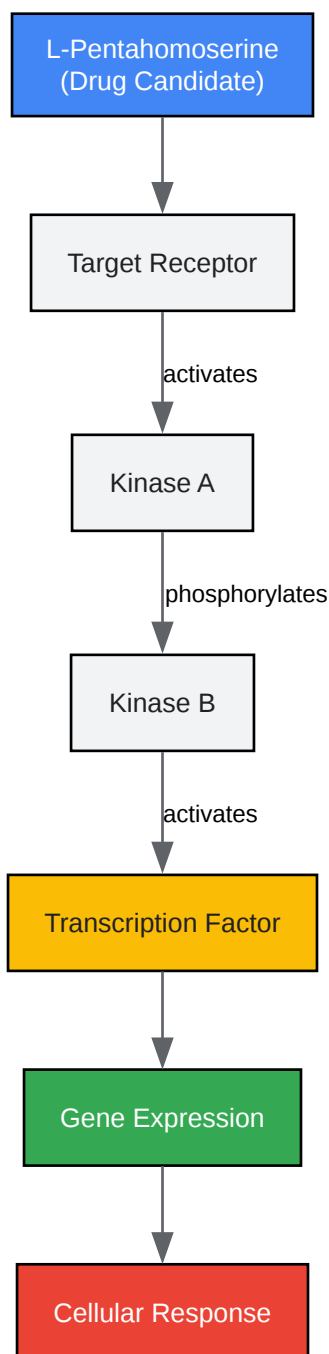 L-Pentahomoserine
(Drug Candidate)
Target Receptor
activates
Kinase A
phosphorylates
Kinase B
activates
Transcription Factor
Gene Expression
Cellular Response